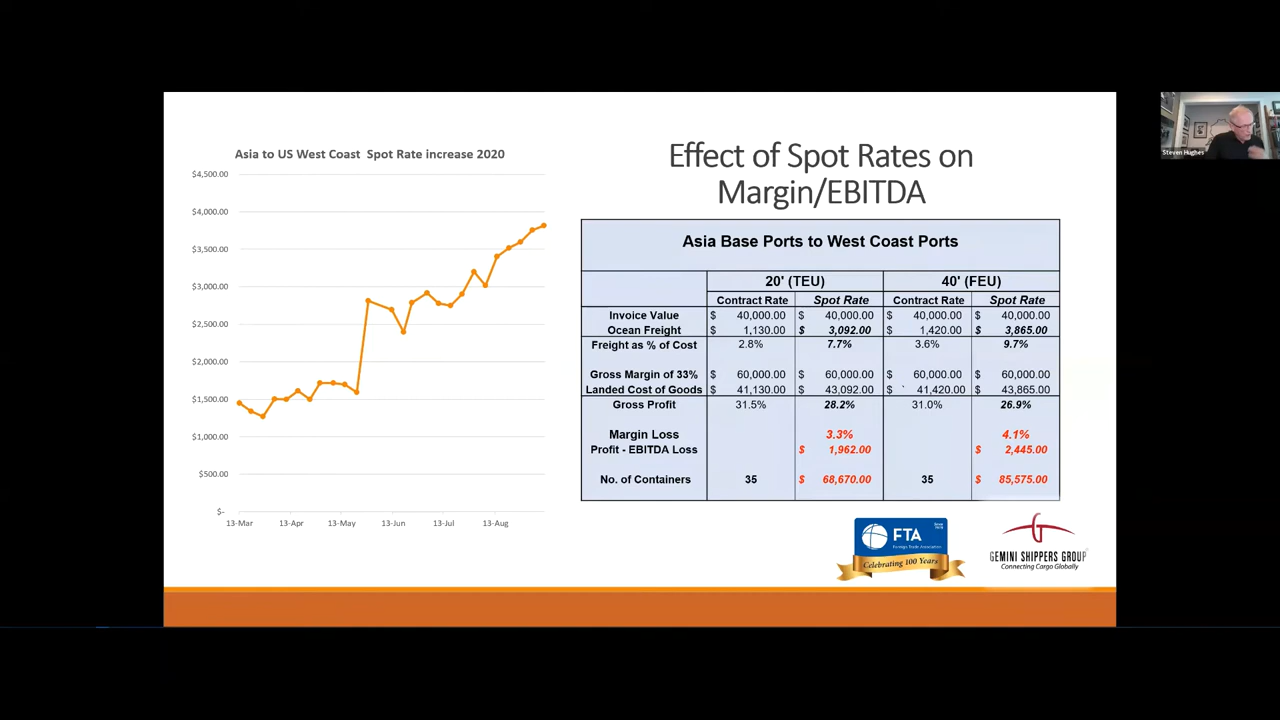 Asia to US West Coast Spot Rate increase 2020
$4,500.00
$4,000.00
$3,500.00
$3,000.00
$2,500.00
$2,000.00
$1,500.00
$1,000.00
$500.00
$-
13-Mar 13-Apr 13-May 13-Jun 13-Jul 13-Aug
Effect of Spot Rates on
Margin/EBITDA
Asia Base Ports to West Coast Ports
20' (TEU) 40' (FEU)
Contract Rate Spot Rate Contract Rate Spot Rate
Invoice Value $ 40,000.00 $ 40,000.00 $ 40,000.00 $ 40,000.00
Ocean Freight $ 1,130.00 $ 3,092.00 $ 1,420.00 $ 3,865.00
Freight as % of Cost 2.8% 7.7% 3.6% 9.7%
Gross Margin of 33% $ 60,000.00 $ 60,000.00 $ 60,000.00 $ 60,000.00
Landed Cost of Goods $ 41,130.00 $ 43,092.00 $ 41,420.00 $ 43,865.00
Gross Profit 31.5% 28.2% 31.0% 26.9%
Margin Loss 3.3% 4.1%
Profit - EBITDA Loss $ 1,962.00 $ 2,445.00
No. of Containers 35 $ 68,670.00 35 $ 85,575.00
FTA
Foreign Trade Association
Celebrating 100 Years
GEMINI SHIPPERS GROUP
Connecting Cargo Globally
Steven Hughes